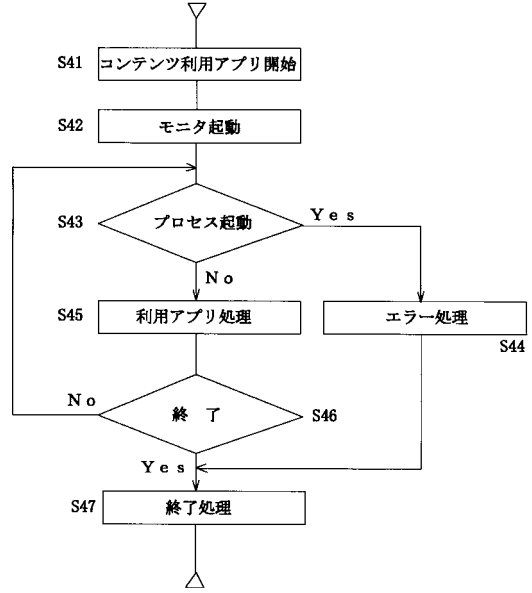 S41 コンテンツ利用アプリ開始
S42 モニタ起動
S43 プロセス起動 Yes
No
S45 利用アプリ処理 エラー処理
S44
No 終 了 S46
Yes
S47 終了処理